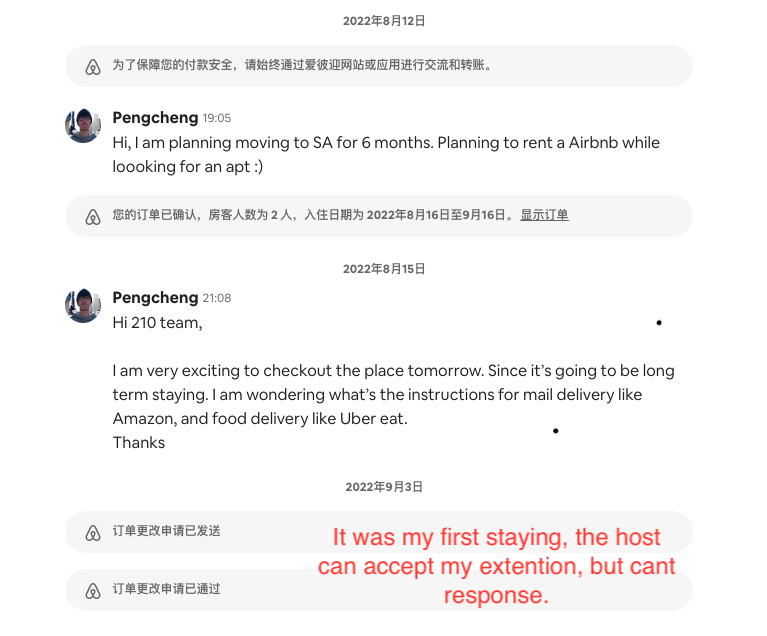 2022年8月12日
为了保障您的付款安全，请始终通过爱彼迎网站或应用进行交流和转账。
Pengcheng 19:05
Hi, I am planning moving to SA for 6 months. Planning to rent a Airbnb while
loooking for an apt :)
您的订单已确认，房客人数为 2 人，入住日期为 2022年8月16日至9月16日。 显示订单
2022年8月15日
Pengcheng 21:08
Hi 210 team,
I am very exciting to checkout the place tomorrow. Since it's going to be long
term staying. I am wondering what's the instructions for mail delivery like
Amazon, and food delivery like Uber eat.
Thanks
2022年9月3日
订单更改申请已发送
订单更改申请已通过
It was my first staying, the host
can accept my extention, but cant
response.